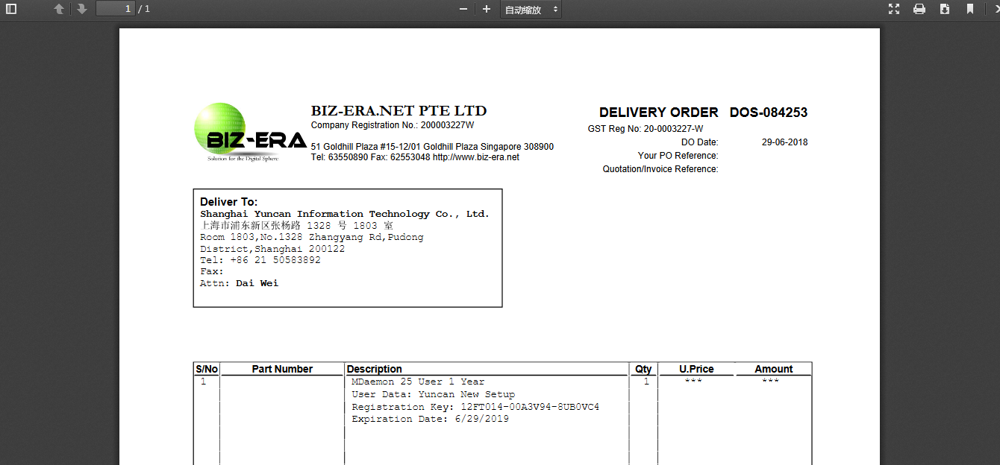 1 / 1
自动缩放
BIZ-ERA
Solution for the Digital Sphere
BIZ-ERA.NET PTE LTD
Company Registration No.: 200003227W
51 Goldhill Plaza #15-12/01 Goldhill Plaza Singapore 308900
Tel: 63550890 Fax: 62553048 http://www.biz-era.net
DELIVERY ORDER DOS-084253
GST Reg No: 20-0003227-W
DO Date: 29-06-2018
Your PO Reference:
Quotation/Invoice Reference:
Deliver To:
Shanghai Yuncan Information Technology Co., Ltd.
上海市浦东新区张杨路 1328 号 1803 室
Room 1803,No.1328 Zhangyang Rd,Pudong
District,Shanghai 200122
Tel: +86 21 50583892
Fax:
Attn: Dai Wei
S/No Part Number Description Qty U.Price Amount
1 MDaemon 25 User 1 Year 1 *** ***
User Data: Yuncan New Setup
Registration Key: 12FT014-00A3V94-8UB0VC4
Expiration Date: 6/29/2019